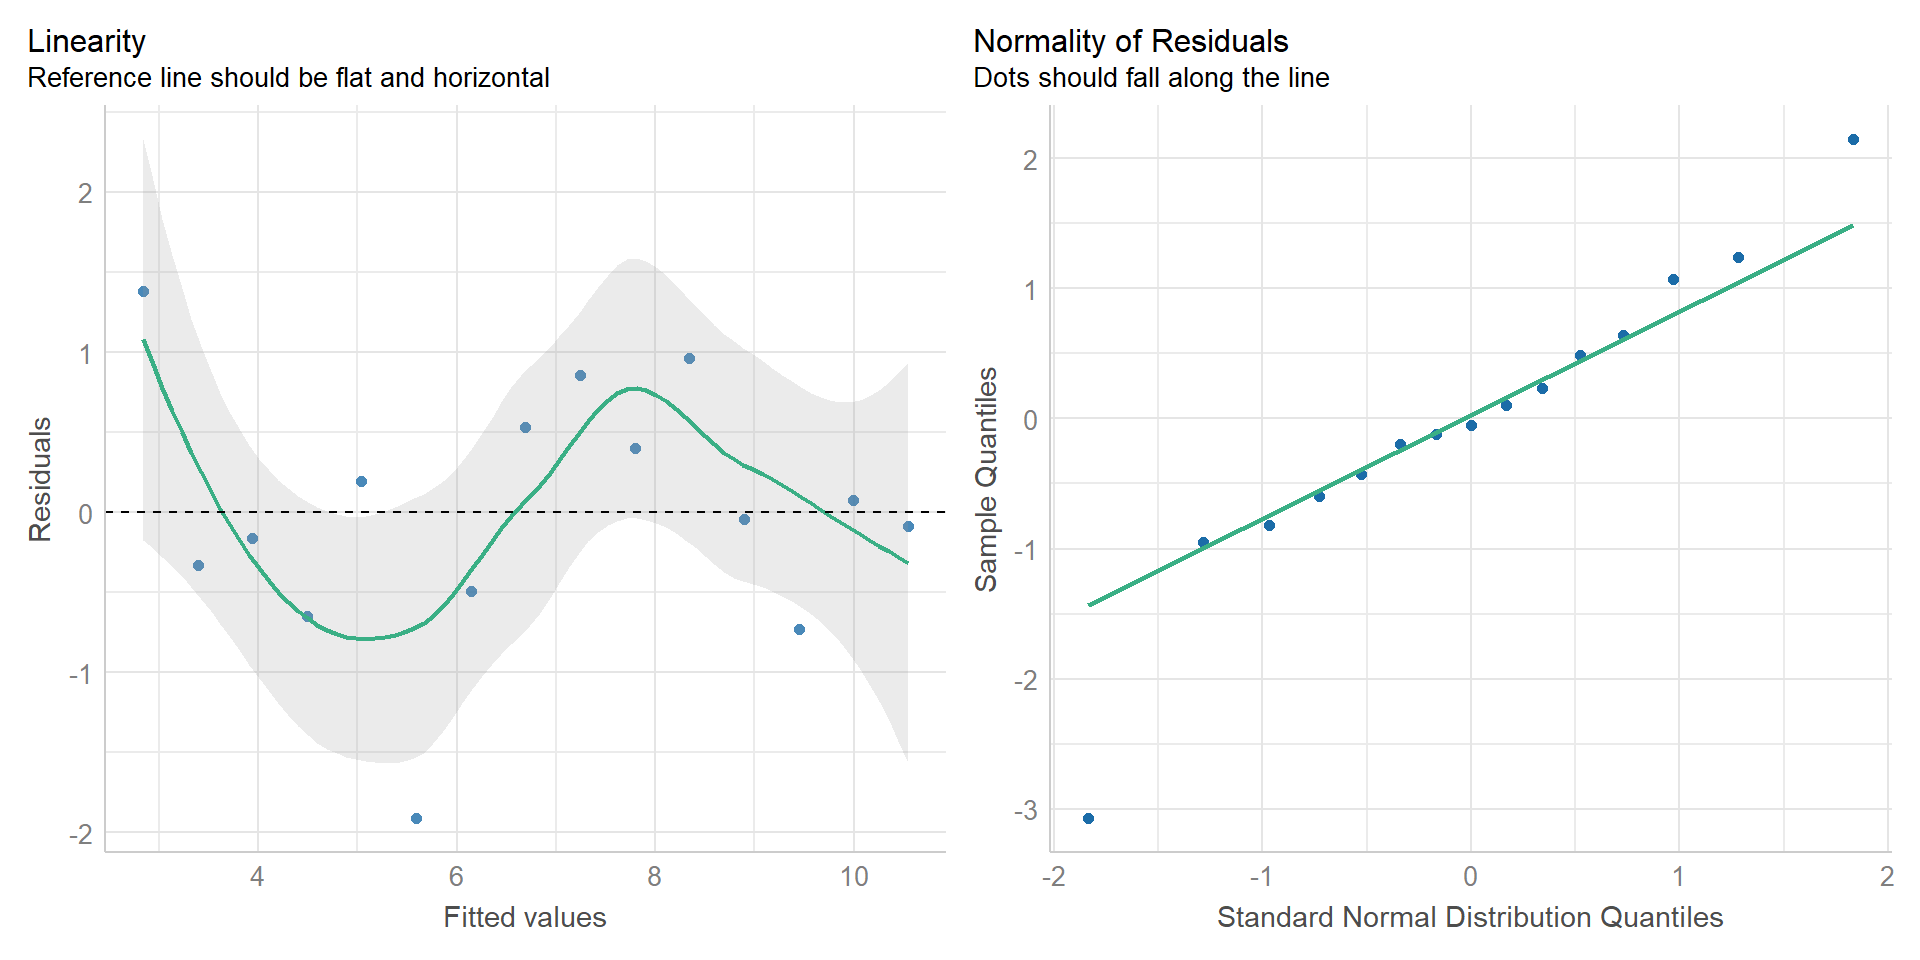 Linearity
Reference line should be flat and horizontal
2
1
0
-1
-2
Residuals
4 6 8 10
Fitted values
Normality of Residuals
Dots should fall along the line
2
1
0
-1
-2
-3
Sample Quantiles
-2 -1 0 1 2
Standard Normal Distribution Quantiles